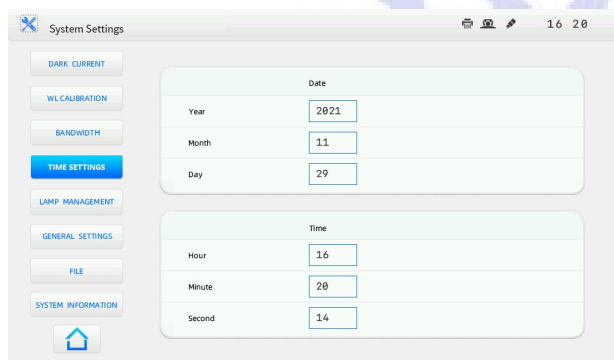 System Settings
16 20
DARK CURRENT
WL CALIBRATION
BANDWIDTH
TIME SETTINGS
LAMP MANAGEMENT
GENERAL SETTINGS
FILE
SYSTEM INFORMATION
Date
Year 2021
Month 11
Day 29
Time
Hour 16
Minute 20
Second 14